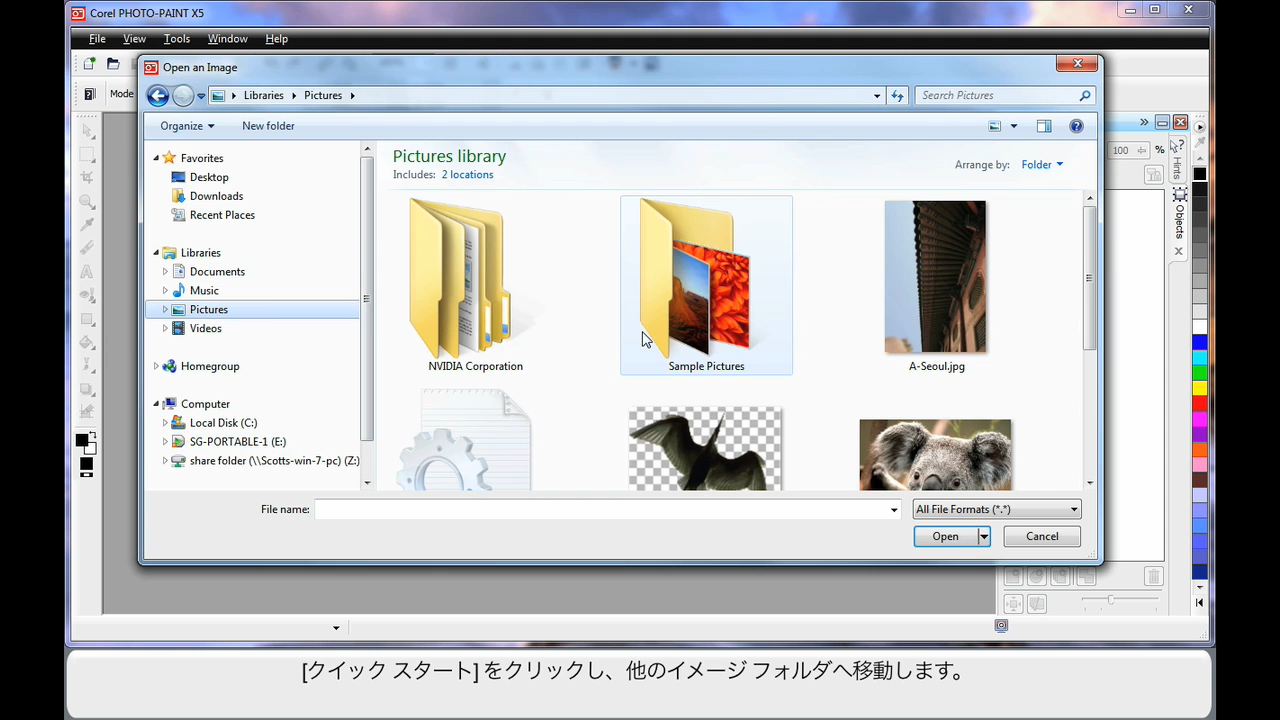 Corel PHOTO-PAINT X5
File View Tools Window Help
Open an Image
Mode
Libraries Pictures
Search Pictures
Organize New folder
100 %
Favorites
Desktop
Downloads
Recent Places
Libraries
Documents
Music
Pictures
Videos
Homegroup
Computer
Local Disk (C:)
SG-PORTABLE-1 (E:)
share folder (\\Scotts-win-7-pc) (Z:)
Pictures library
Includes: 2 locations
Arrange by: Folder
NVIDIA Corporation
Sample Pictures
A-Seoul.jpg
Hints
Objects
File name:
All File Formats (*.*)
Open
Cancel
[クイック スタート] をクリックし、他のイメージ フォルダへ移動します。